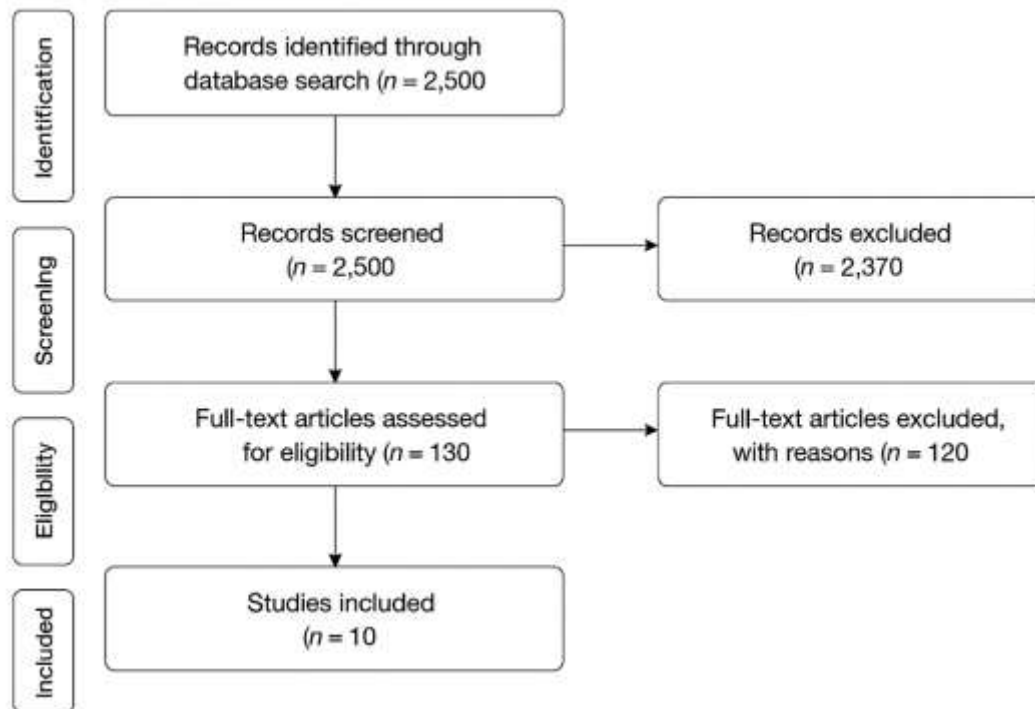 Identification
Records identified through
database search (n = 2,500
Records screened
(n = 2,500
Records excluded
(n = 2,370
Screening
Full-text articles assessed
for eligibility (n = 130
Full-text articles excluded,
with reasons (n = 120
Eligibility
Studies included
(n = 10
Included